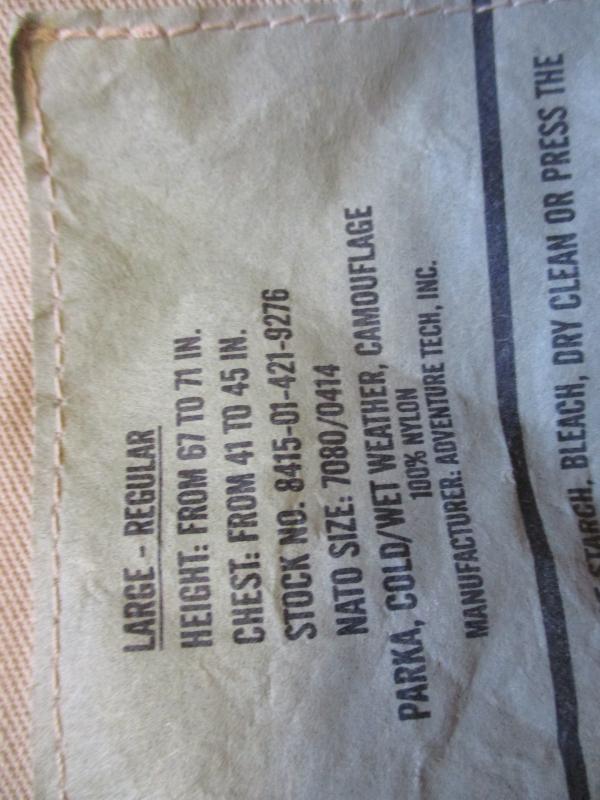 LARGE - REGULAR
HEIGHT: FROM 67 TO 71 IN.
CHEST: FROM 41 TO 45 IN.
STOCK NO. 8415-01-421-9276
NATO SIZE: 7080/0414
PARKA, COLD/WET WEATHER, CAMOUFLAGE
100% NYLON
MANUFACTURER: ADVENTURE TECH, INC.
STARCH, BLEACH, DRY CLEAN OR PRESS THE